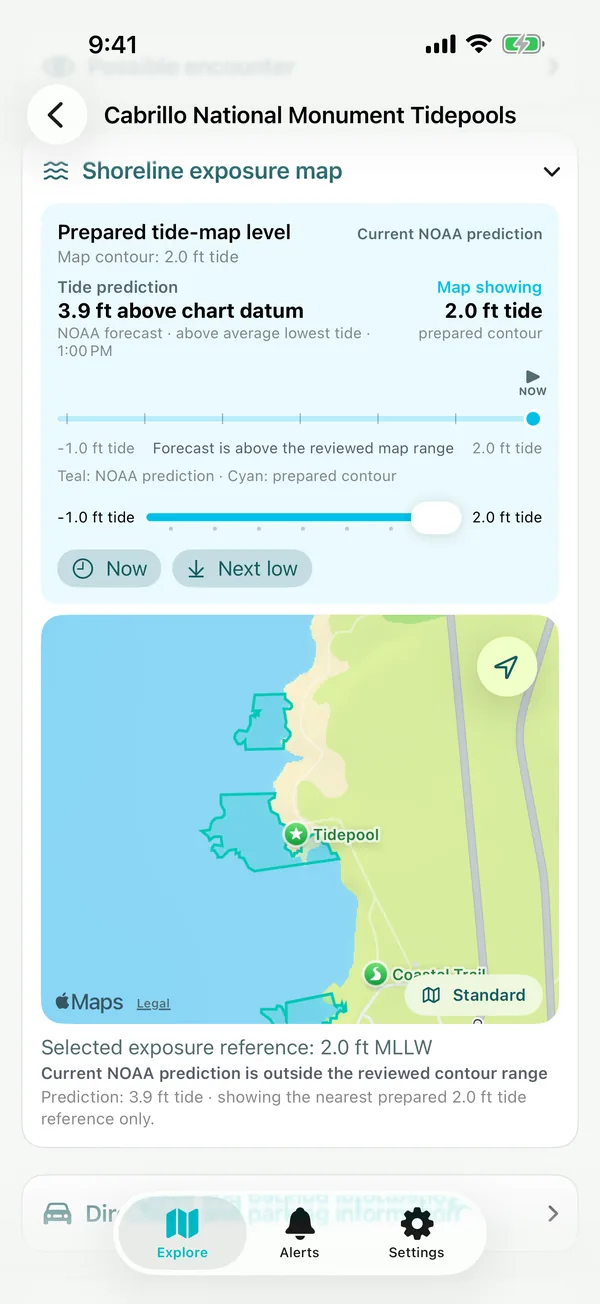 9:41
Possible encounter
Cabrillo National Monument Tidepools
Shoreline exposure map
Prepared tide-map level
Current NOAA prediction
Map contour: 2.0 ft tide
Tide prediction
Map showing
3.9 ft above chart datum
2.0 ft tide
NOAA forecast · above average lowest tide ·
1:00 PM
prepared contour
NOW
-1.0 ft tide
Forecast is above the reviewed map range
2.0 ft tide
Teal: NOAA prediction · Cyan: prepared contour
-1.0 ft tide
2.0 ft tide
Now
Next low
Tidepool
Coastal Trail
Standard
Maps
Legal
Selected exposure reference: 2.0 ft MLLW
Current NOAA prediction is outside the reviewed contour range
Prediction: 3.9 ft tide · showing the nearest prepared 2.0 ft tide
reference only.
Explore
Alerts
Settings